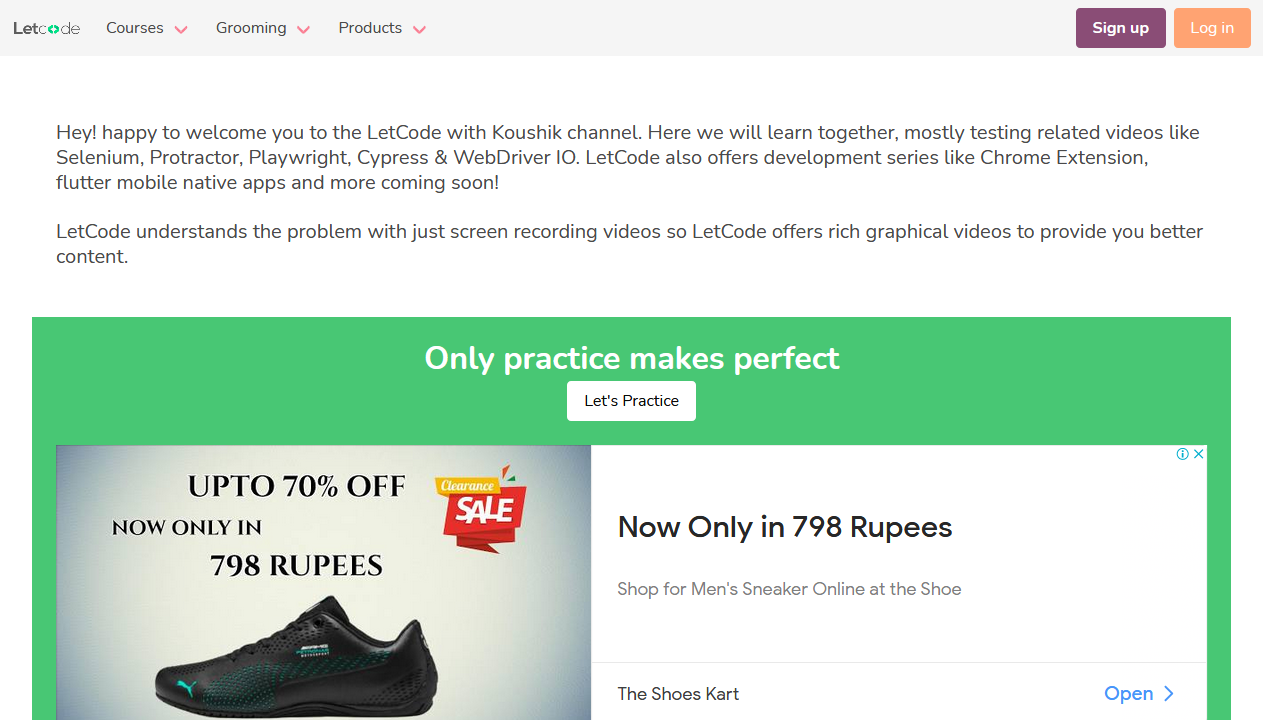 Letcode Courses Grooming Products Sign up Log in
Hey! happy to welcome you to the LetCode with Koushik channel. Here we will learn together, mostly testing related videos like
Selenium, Protractor, Playwright, Cypress & WebDriver IO. LetCode also offers development series like Chrome Extension,
flutter mobile native apps and more coming soon!
LetCode understands the problem with just screen recording videos so LetCode offers rich graphical videos to provide you better
content.
Only practice makes perfect
Let's Practice
UPTO 70% OFF
Clearance
SALE
NOW ONLY IN
798 RUPEES
AMG
PETRONAS
MOTORSPORT
Now Only in 798 Rupees
Shop for Men's Sneaker Online at the Shoe
The Shoes Kart
Open